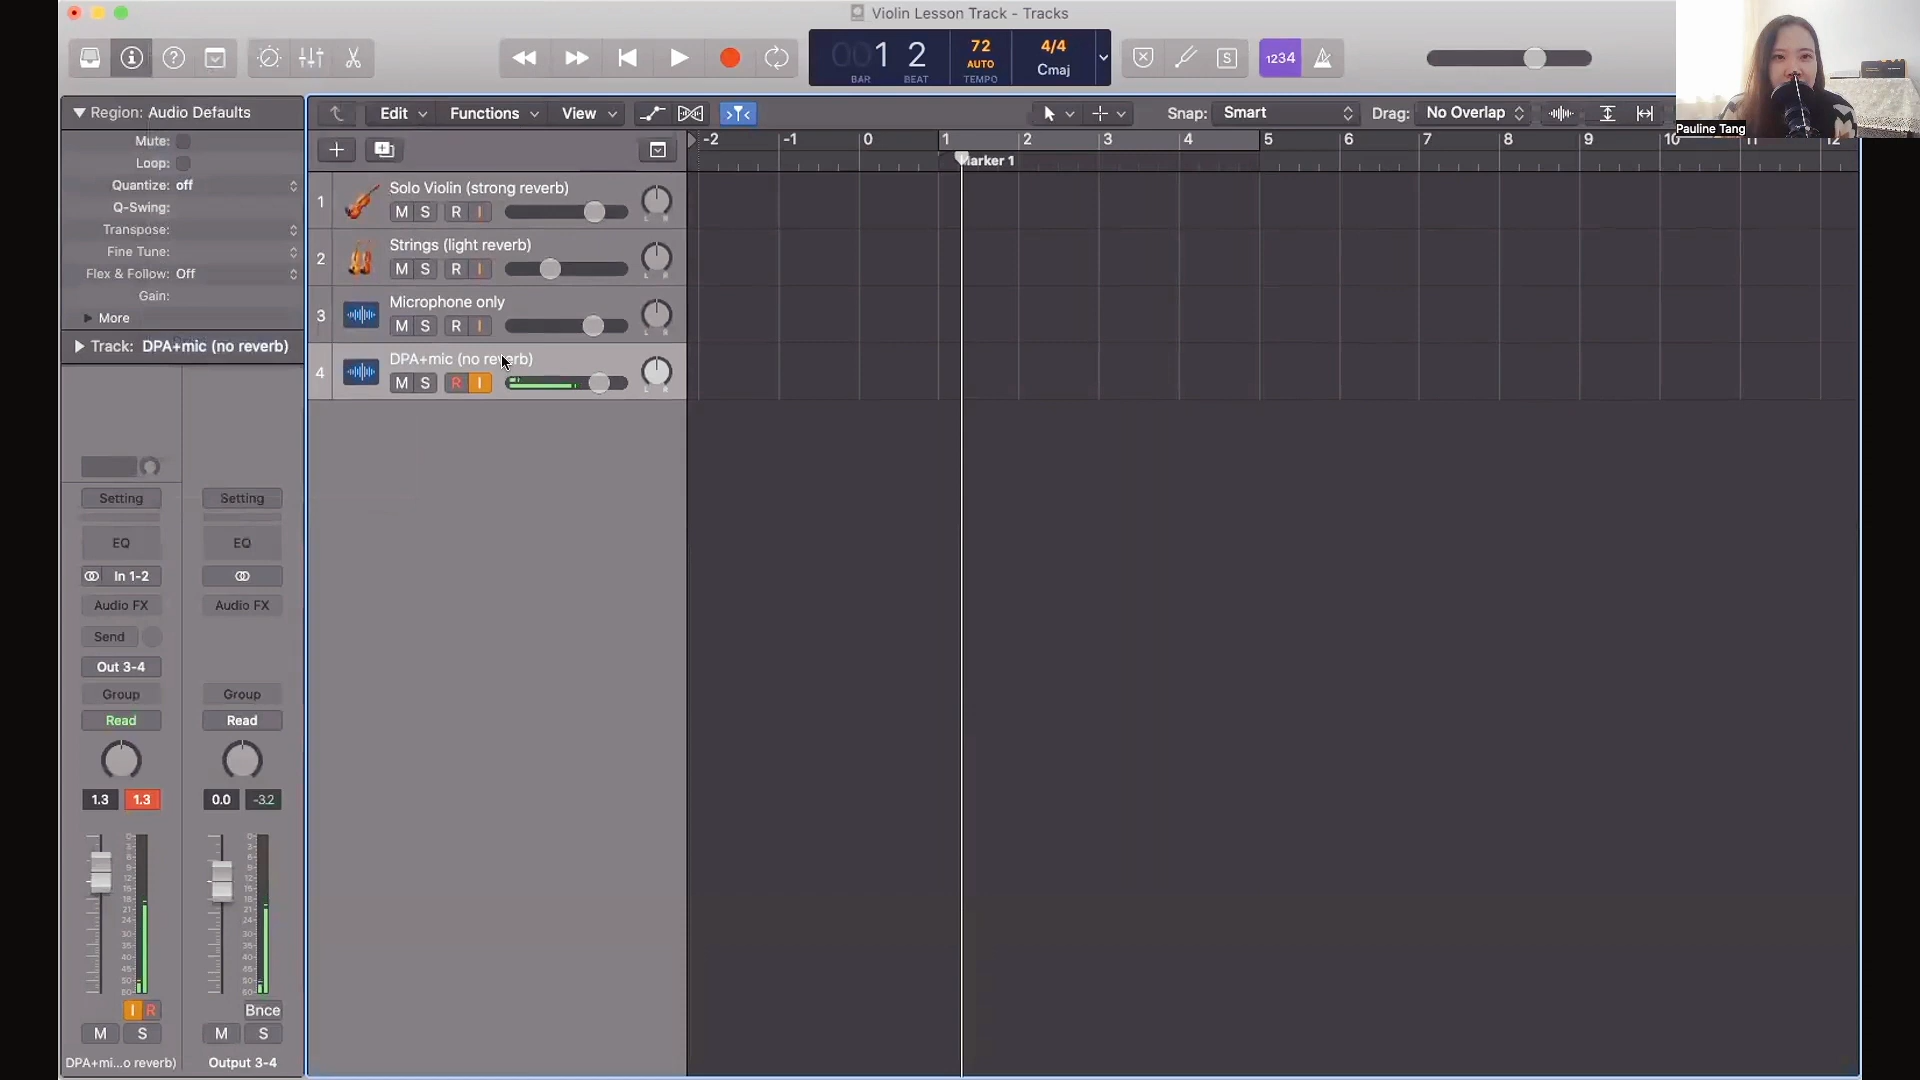 Violin Lesson Track - Tracks
1 2
BAR BEAT
72
AUTO
TEMPO
4/4
Cmaj
S
1234
Pauline Tang
Region: Audio Defaults
Mute:
Loop:
Quantize: off
Q-Swing:
Transpose:
Fine Tune:
Flex & Follow: Off
Gain:
More
Track: DPA+mic (no reverb)
Edit Functions View
Snap: Smart
Drag: No Overlap
-2 -1 0 1 2 3 4 5 6 7 8 9 10 11 12
Marker 1
1 Solo Violin (strong reverb)
M S R I
2 Strings (light reverb)
M S R I
3 Microphone only
M S R I
4 DPA+mic (no reverb)
M S R I
Setting Setting
EQ EQ
In 1-2
Audio FX Audio FX
Send
Out 3-4
Group Group
Read Read
1.3 1.3 0.0 -3.2
I R Bnce
M S M S
DPA+mi...o reverb) Output 3-4